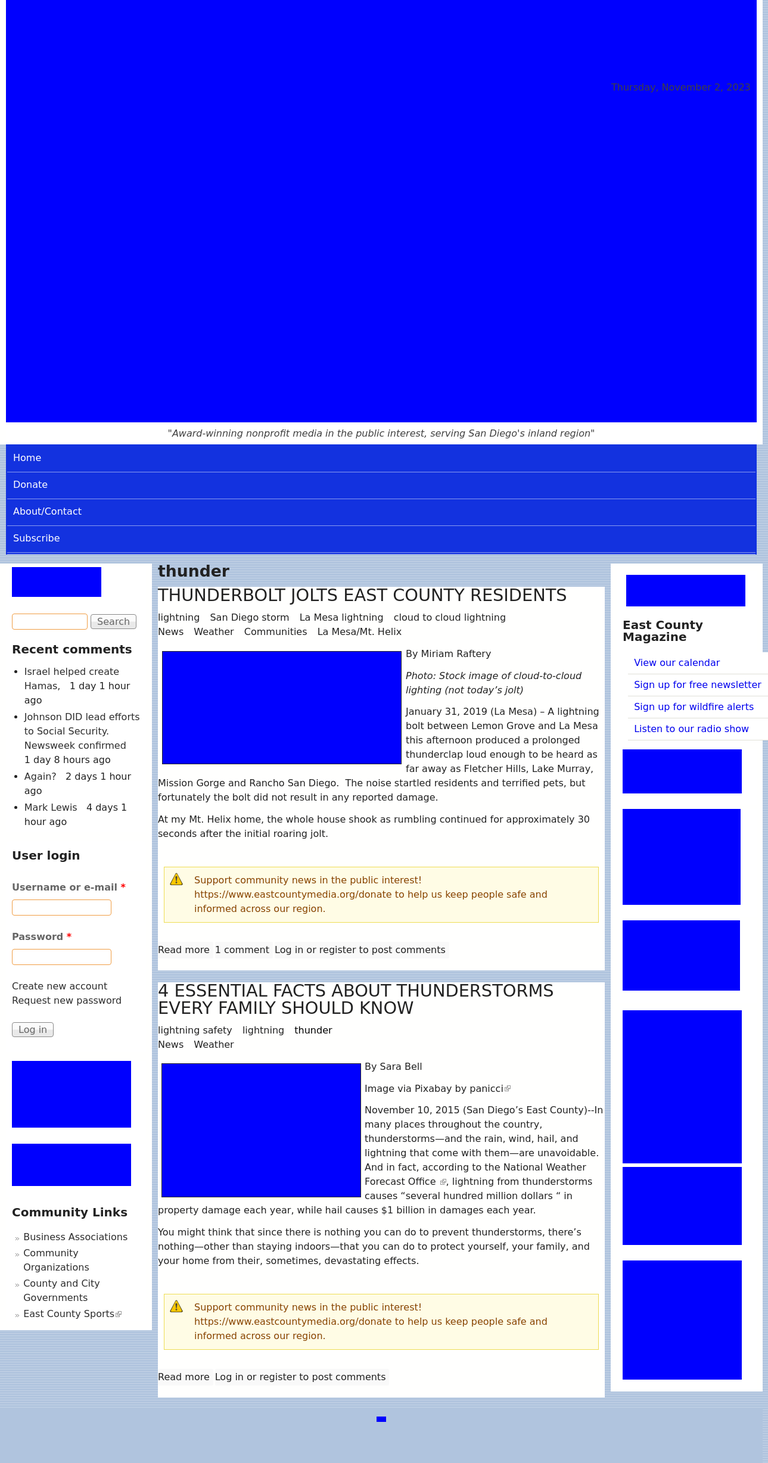 Thursday, November 2, 2023
"Award-winning nonprofit media in the public interest, serving San Diego's inland region"
Home
Donate
About/Contact
Subscribe
Search
Recent comments
Israel helped create
Hamas, 1 day 1 hour
ago
Johnson DID lead efforts
to Social Security.
Newsweek confirmed
1 day 8 hours ago
Again? 2 days 1 hour
ago
Mark Lewis 4 days 1
hour ago
User login
Username or e-mail *
Password *
Create new account
Request new password
Log in
Community Links
Business Associations
Community
Organizations
County and City
Governments
East County Sports
thunder
THUNDERBOLT JOLTS EAST COUNTY RESIDENTS
lightning San Diego storm La Mesa lightning cloud to cloud lightning
News Weather Communities La Mesa/Mt. Helix
By Miriam Raftery
Photo: Stock image of cloud-to-cloud
lighting (not today’s jolt)
January 31, 2019 (La Mesa) – A lightning
bolt between Lemon Grove and La Mesa
this afternoon produced a prolonged
thunderclap loud enough to be heard as
far away as Fletcher Hills, Lake Murray,
Mission Gorge and Rancho San Diego. The noise startled residents and terrified pets, but
fortunately the bolt did not result in any reported damage.
At my Mt. Helix home, the whole house shook as rumbling continued for approximately 30
seconds after the initial roaring jolt.
Support community news in the public interest!
https://www.eastcountymedia.org/donate to help us keep people safe and
informed across our region.
Read more 1 comment Log in or register to post comments
4 ESSENTIAL FACTS ABOUT THUNDERSTORMS
EVERY FAMILY SHOULD KNOW
lightning safety lightning thunder
News Weather
By Sara Bell
Image via Pixabay by panicci
November 10, 2015 (San Diego’s East County)--In
many places throughout the country,
thunderstorms—and the rain, wind, hail, and
lightning that come with them—are unavoidable.
And in fact, according to the National Weather
Forecast Office , lightning from thunderstorms
causes “several hundred million dollars “ in
property damage each year, while hail causes $1 billion in damages each year.
You might think that since there is nothing you can do to prevent thunderstorms, there’s
nothing—other than staying indoors—that you can do to protect yourself, your family, and
your home from their, sometimes, devastating effects.
Support community news in the public interest!
https://www.eastcountymedia.org/donate to help us keep people safe and
informed across our region.
Read more Log in or register to post comments
East County
Magazine
View our calendar
Sign up for free newsletter
Sign up for wildfire alerts
Listen to our radio show